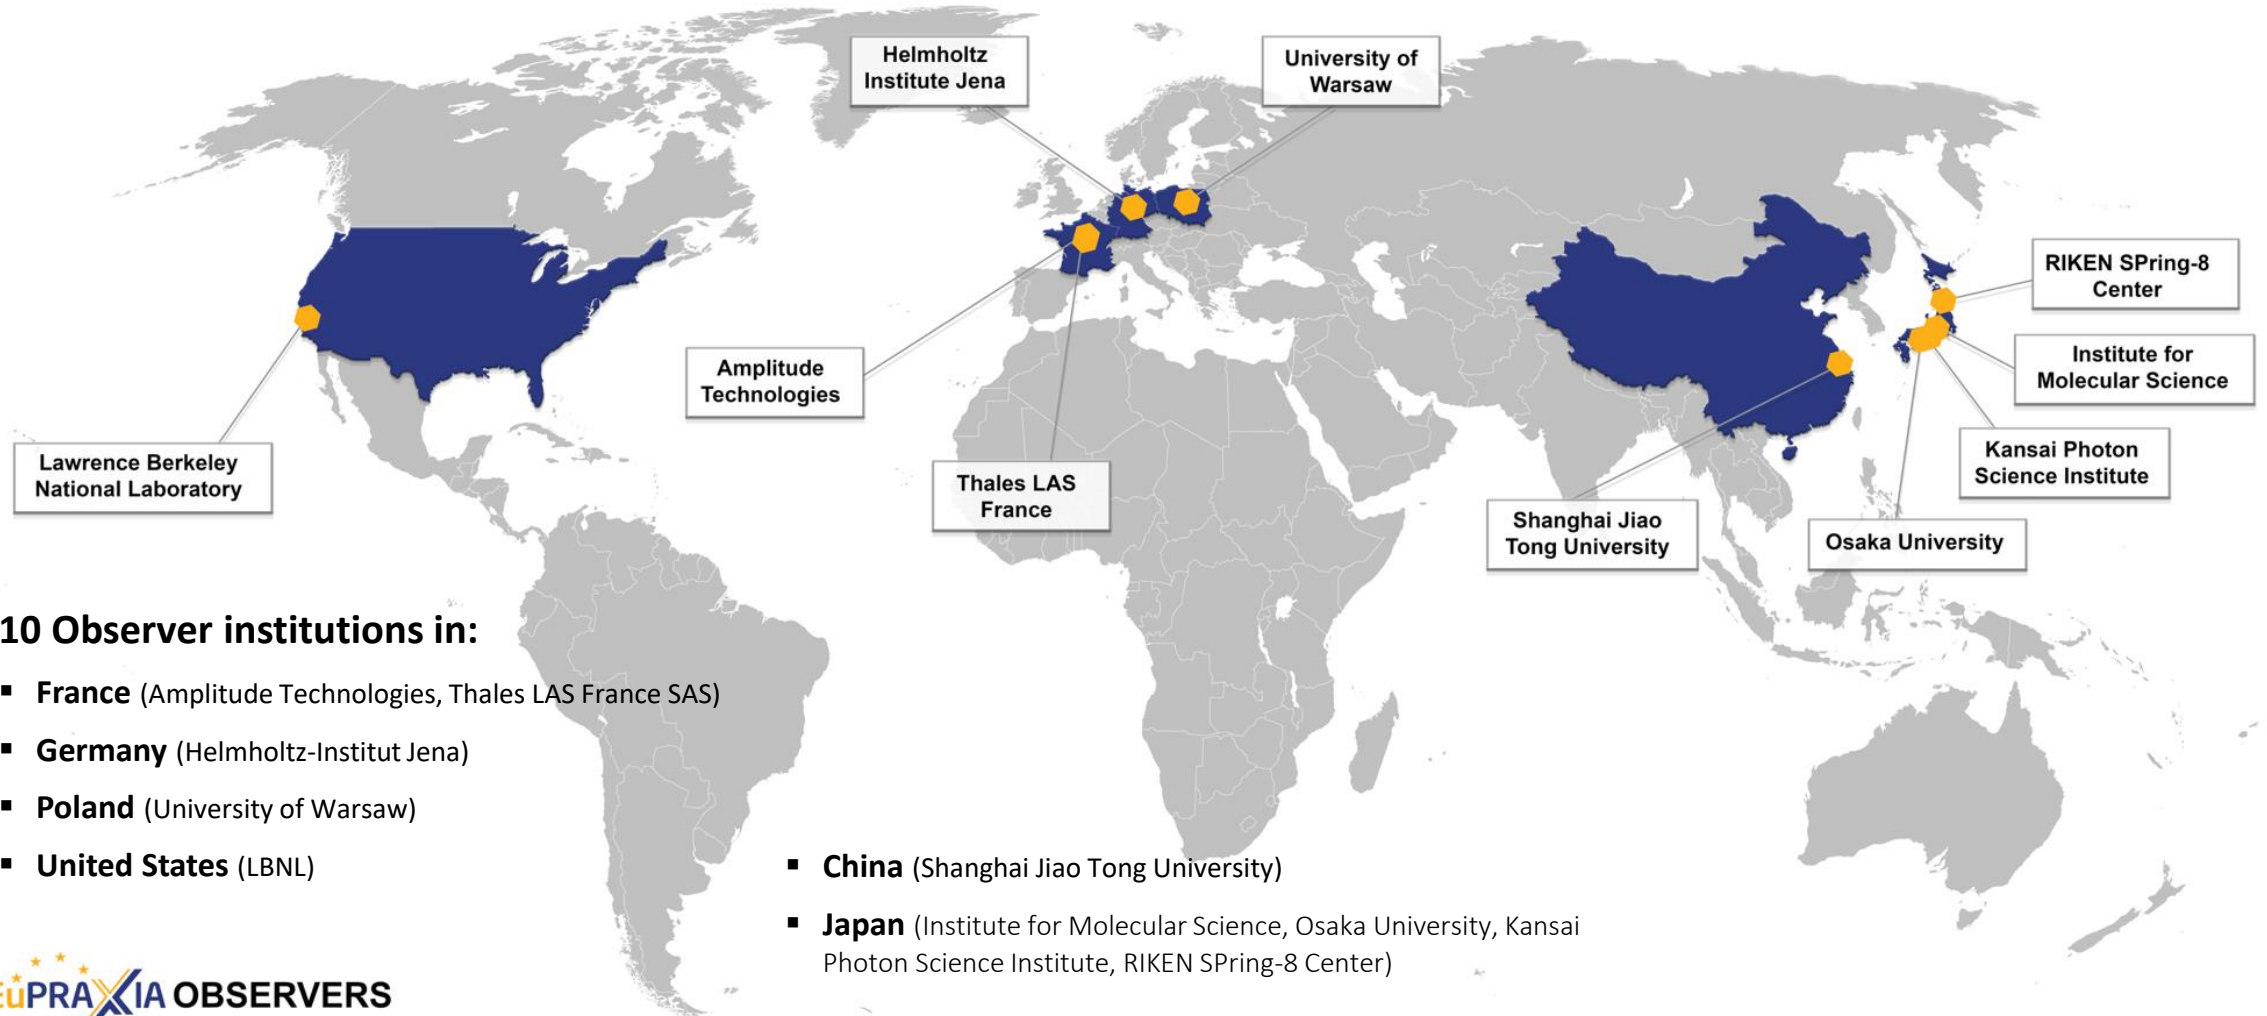 Helmholtz
Institute Jena
University of
Warsaw
RIKEN SPring-8
Center
Amplitude
Technologies
Institute for
Molecular Science
Lawrence Berkeley
National Laboratory
Thales LAS
France
Kansai Photon
Science Institute
Shanghai Jiao
Tong University
Osaka University
10 Observer institutions in:
▪ France (Amplitude Technologies, Thales LAS France SAS)
▪ Germany (Helmholtz-Institut Jena)
▪ Poland (University of Warsaw)
▪ United States (LBNL)
▪ China (Shanghai Jiao Tong University)
▪ Japan (Institute for Molecular Science, Osaka University, Kansai
Photon Science Institute, RIKEN SPring-8 Center)
EuPRAXIA OBSERVERS